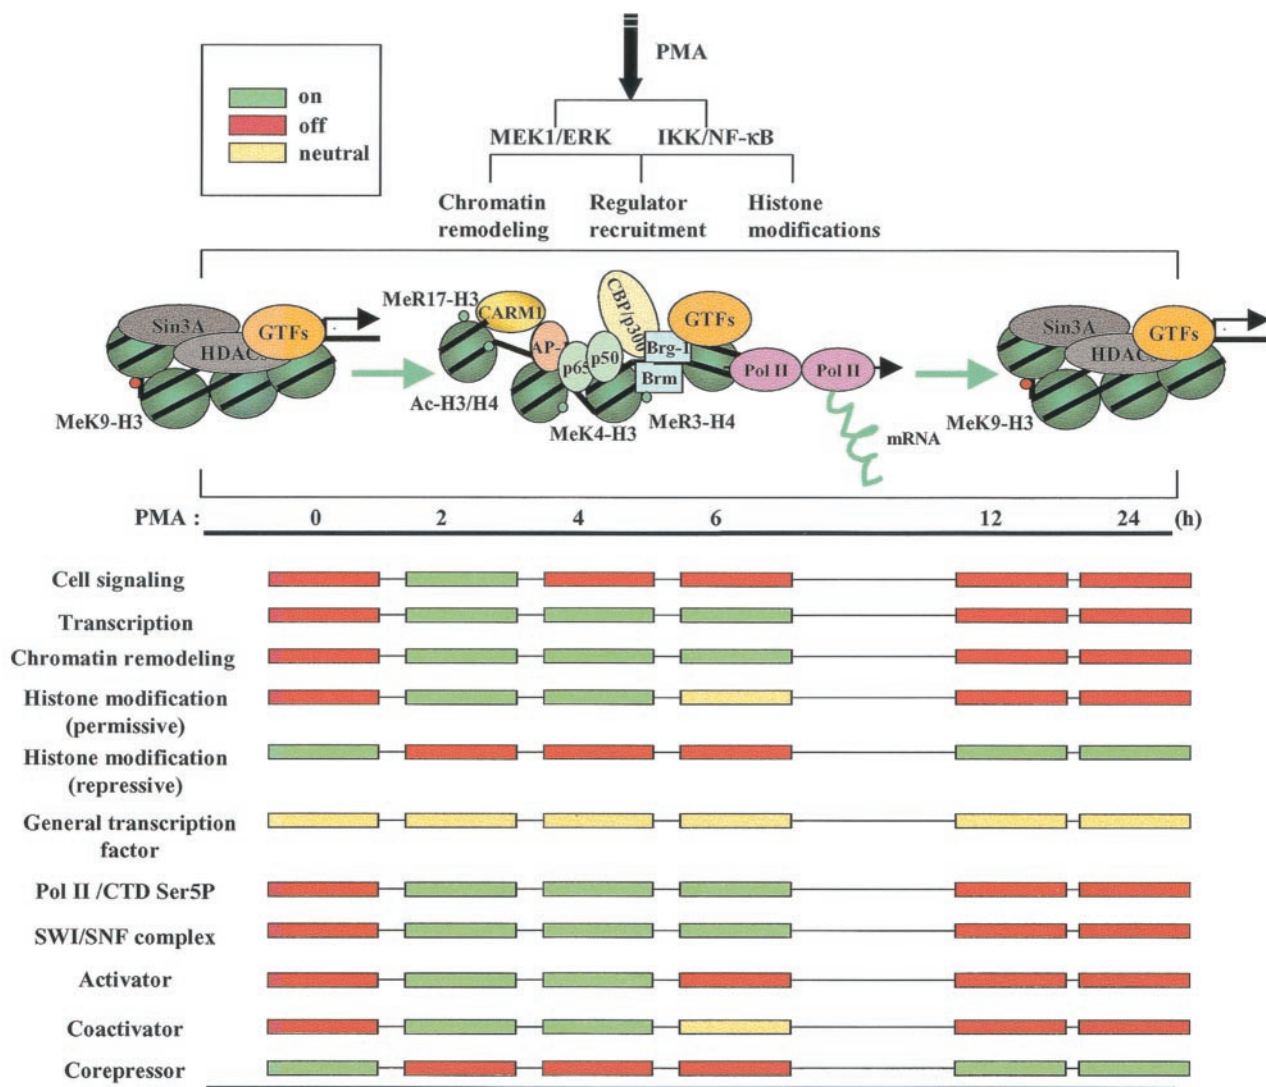 PMA
on
off
neutral
MEK1/ERK IKK/NF-κB
Chromatin remodeling
Regulator recruitment
Histone modifications
Sin3A
HDAC
GTFs
MeK9-H3
MeR17-H3
CARM1
AP-1
p65
p50
CBP/p300
Brg-1
Brm
GTFs
Pol II
Pol II
Ac-H3/H4
MeK4-H3
MeR3-H4
mRNA
Sin3A
HDAC
GTFs
MeK9-H3
PMA : 0 2 4 6 12 24 (h)
Cell signaling
Transcription
Chromatin remodeling
Histone modification
(permissive)
Histone modification
(repressive)
General transcription
factor
Pol II /CTD Ser5P
SWI/SNF complex
Activator
Coactivator
Corepressor